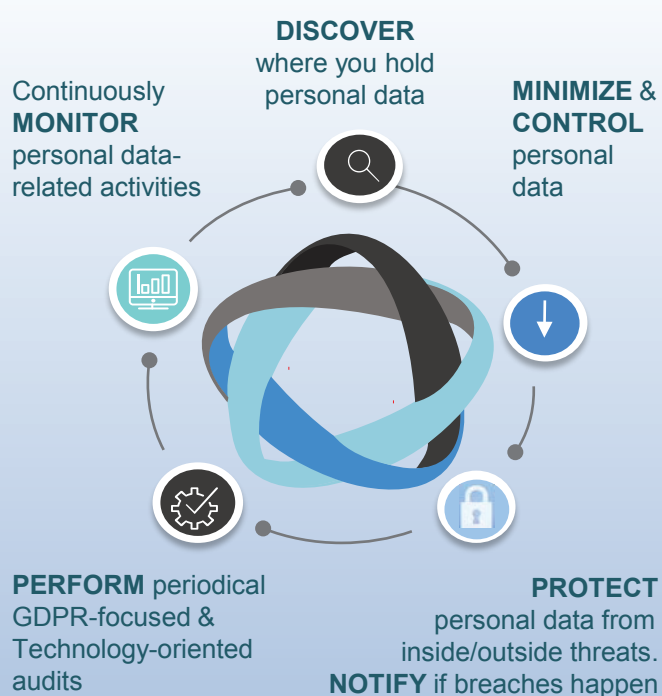 DISCOVER
where you hold
personal data
MINIMIZE &
CONTROL
personal
data
PROTECT
personal data from
inside/outside threats.
NOTIFY if breaches happen
PERFORM periodical
GDPR-focused &
Technology-oriented
audits
Continuously
MONITOR
personal data-
related activities